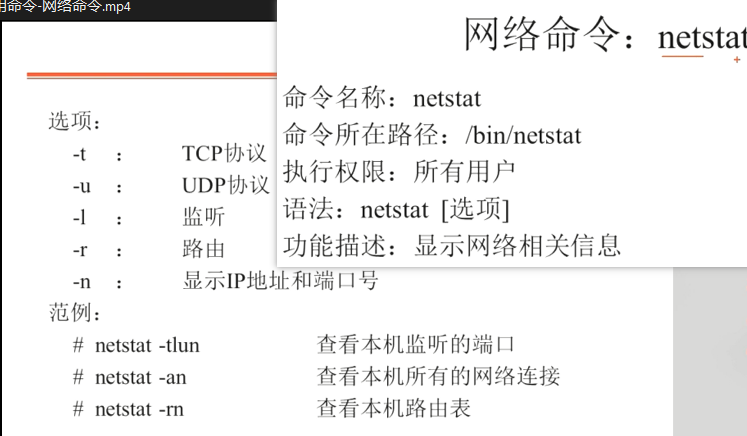 用命令-网络命令.mp4
网络命令：netstat
命令名称：netstat
命令所在路径：/bin/netstat
执行权限：所有用户
语法：netstat [选项]
功能描述：显示网络相关信息
选项：
-t ： TCP协议
-u ： UDP协议
-l ： 监听
-r ： 路由
-n ： 显示IP地址和端口号
范例：
# netstat -tlun 查看本机监听的端口
# netstat -an 查看本机所有的网络连接
# netstat -rn 查看本机路由表